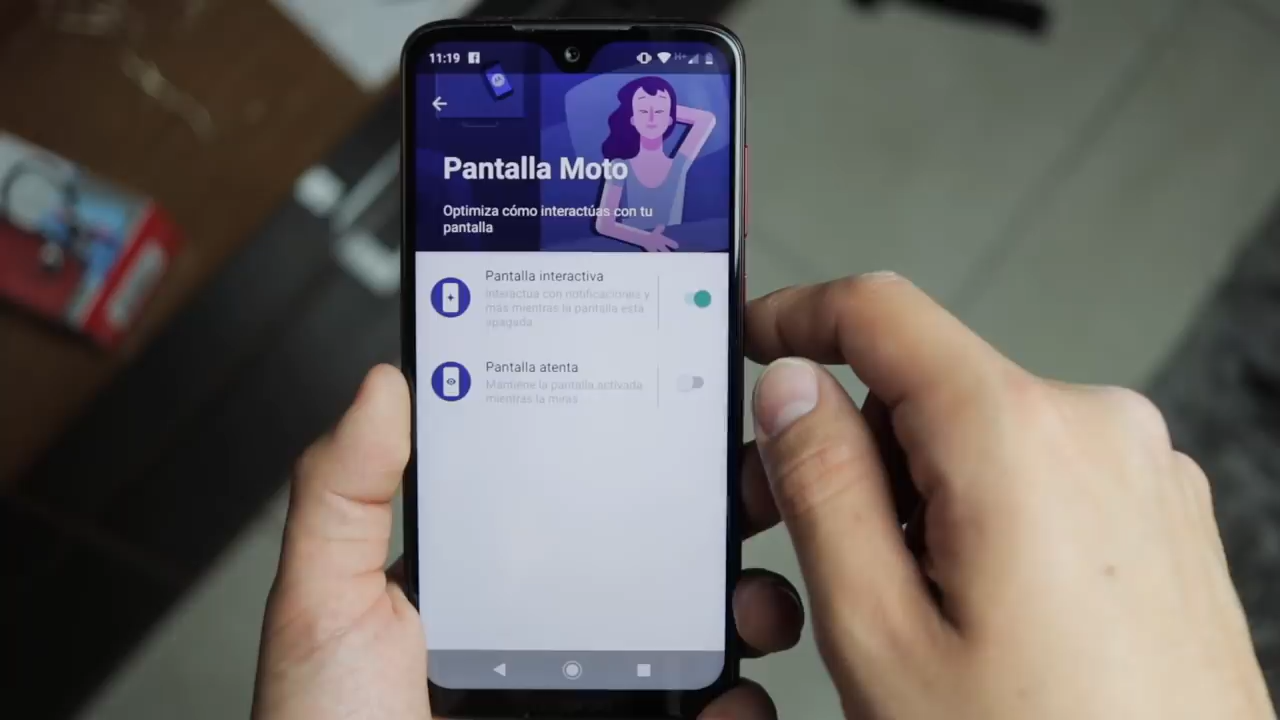 11:19
H+
Pantalla Moto
Optimiza cómo interactúas con tu
pantalla
Pantalla interactiva
Interactúa con notificaciones y
más mientras la pantalla está
apagada
Pantalla atenta
Mantiene la pantalla activada
mientras la miras